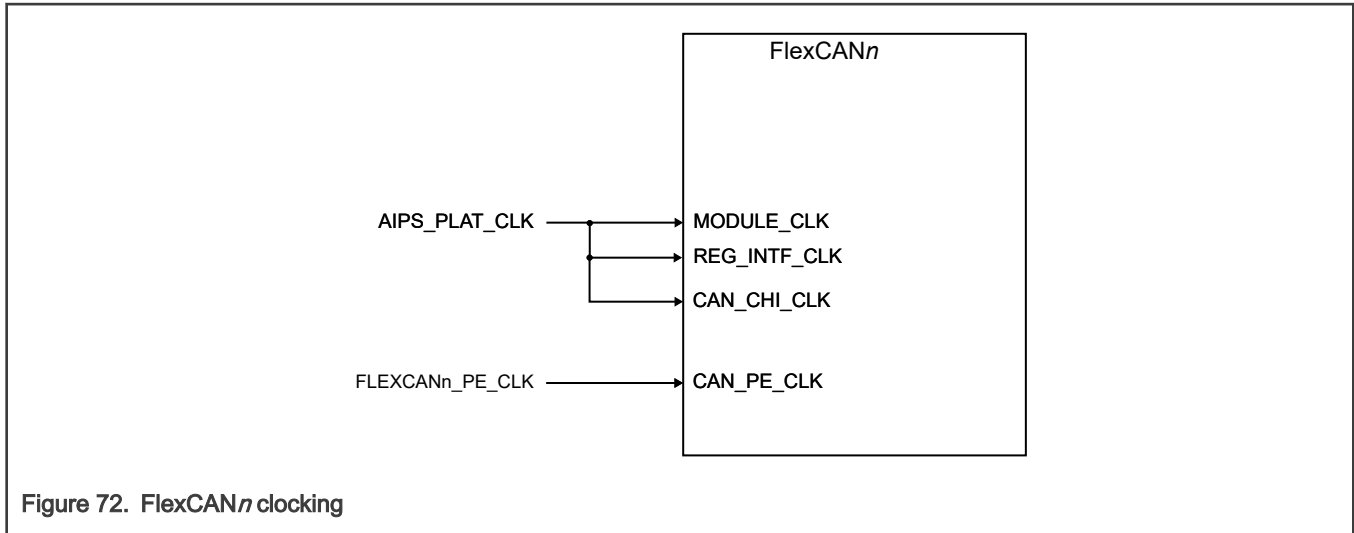 FlexCANn
AIPS_PLAT_CLK
MODULE_CLK
REG_INTF_CLK
CAN_CHI_CLK
FLEXCANn_PE_CLK
CAN_PE_CLK
Figure 72. FlexCANn clocking